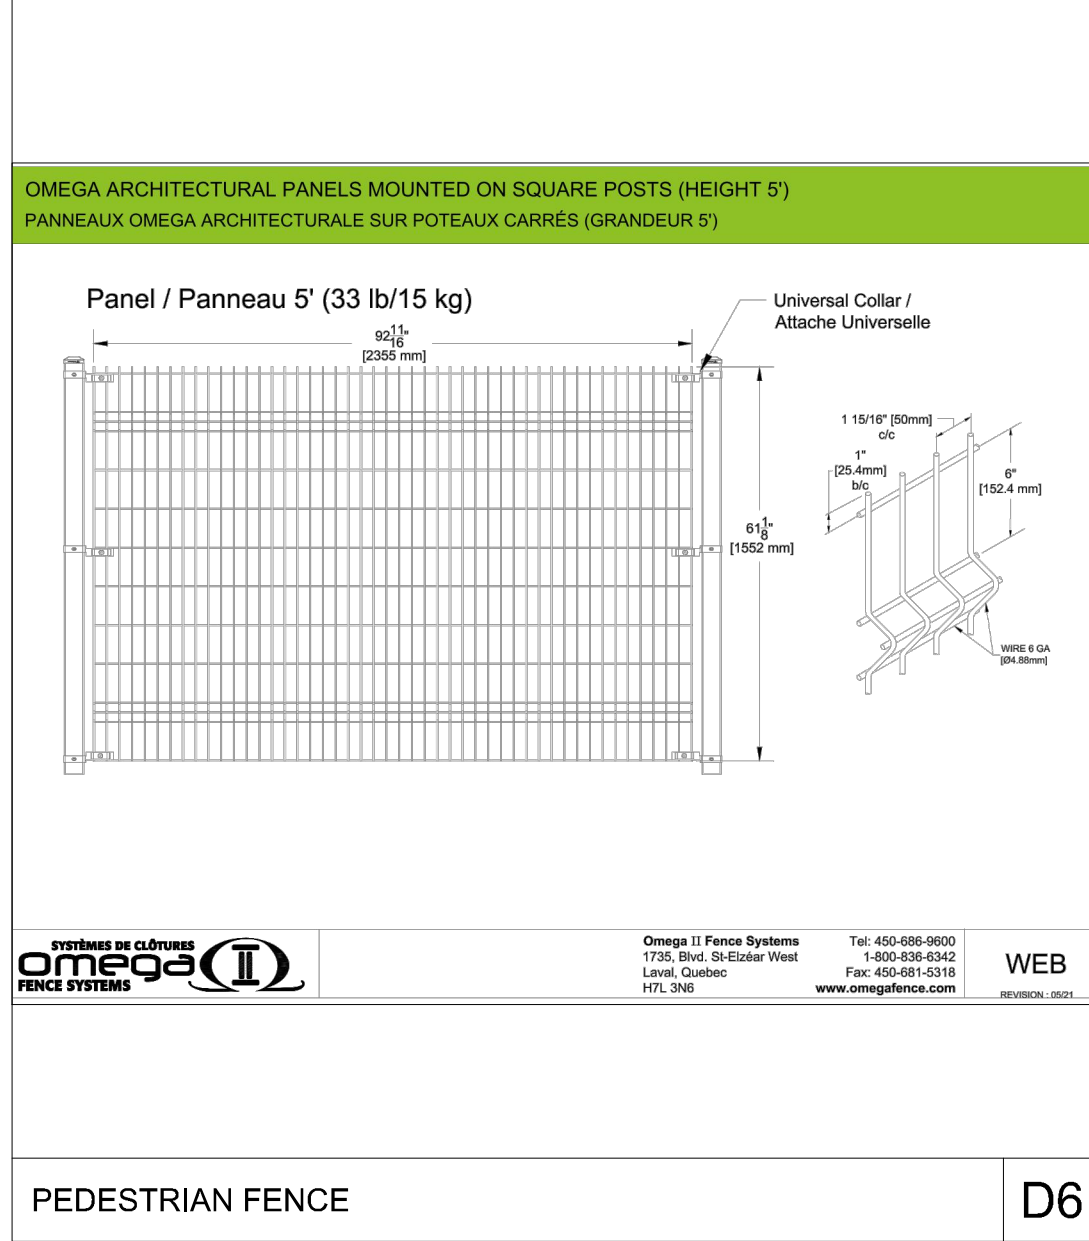 OMEGA ARCHITECTURAL PANELS MOUNTED ON SQUARE POSTS (HEIGHT 5')
PANNEAUX OMEGA ARCHITECTURALE SUR POTEAUX CARRÉS (GRANDEUR 5')
Panel / Panneau 5' (33 lb/15 kg)
Universal Collar /
Attache Universelle
92 11/16"
[2355 mm]
61 1/8"
[1552 mm]
1 15/16" [50mm]
c/c
1"
[25.4mm]
b/c
6"
[152.4 mm]
WIRE 6 GA
[Ø4.88mm]
SYSTÈMES DE CLÔTURES
omega II
FENCE SYSTEMS
Omega II Fence Systems
1735, Blvd. St-Elzéar West
Laval, Quebec
H7L 3N6
Tel: 450-686-9600
1-800-836-6342
Fax: 450-681-5318
www.omegafence.com
WEB
REVISION : 05/21
PEDESTRIAN FENCE
D6